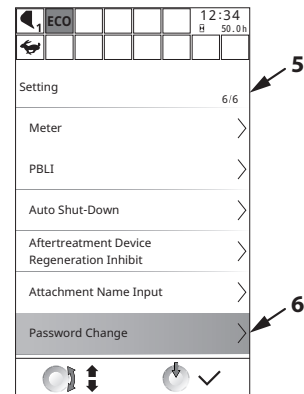 1 ECO 12:34
50.0h
Setting
6/6
5
Meter
PBLI
Auto Shut-Down
Aftertreatment Device
Regeneration Inhibit
Attachment Name Input
6
Password Change